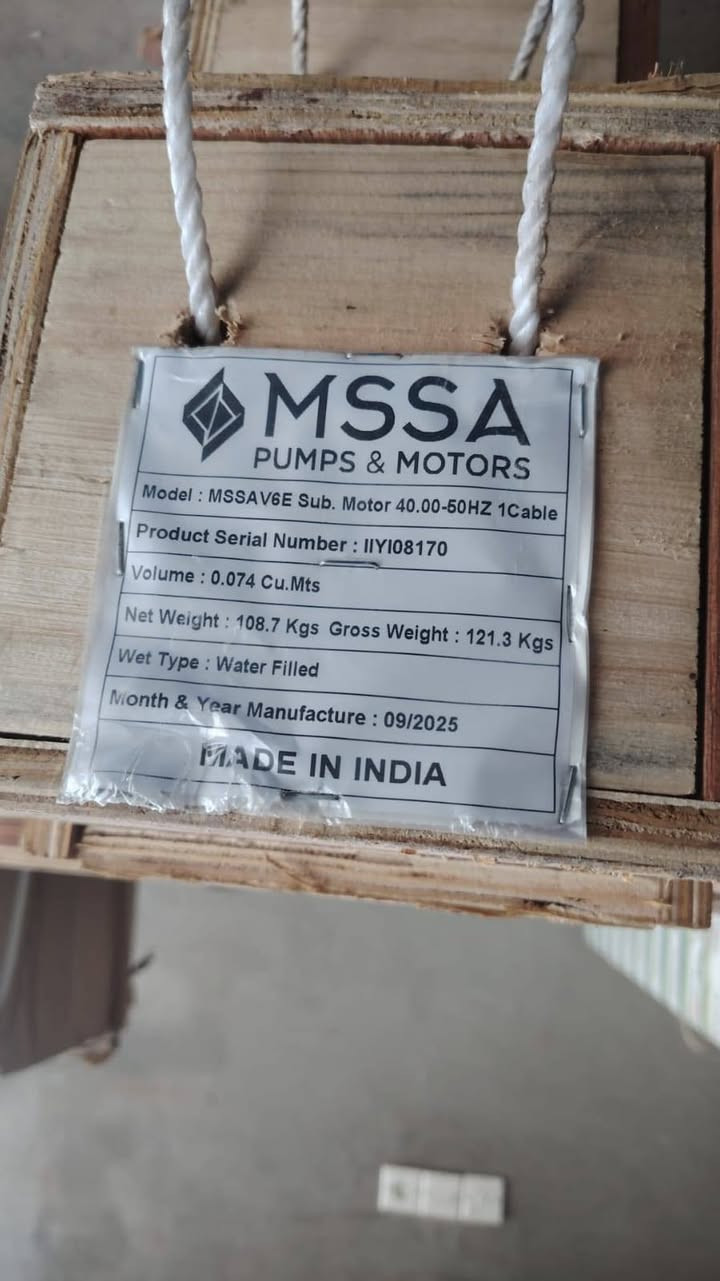 MSSA
PUMPS & MOTORS
Model : MSSAV6E Sub. Motor 40.00-50HZ 1Cable
Product Serial Number : IIYI08170
Volume : 0.074 Cu.Mts
Net Weight : 108.7 Kgs Gross Weight : 121.3 Kgs
Wet Type : Water Filled
Month & Year Manufacture : 09/2025
MADE IN INDIA